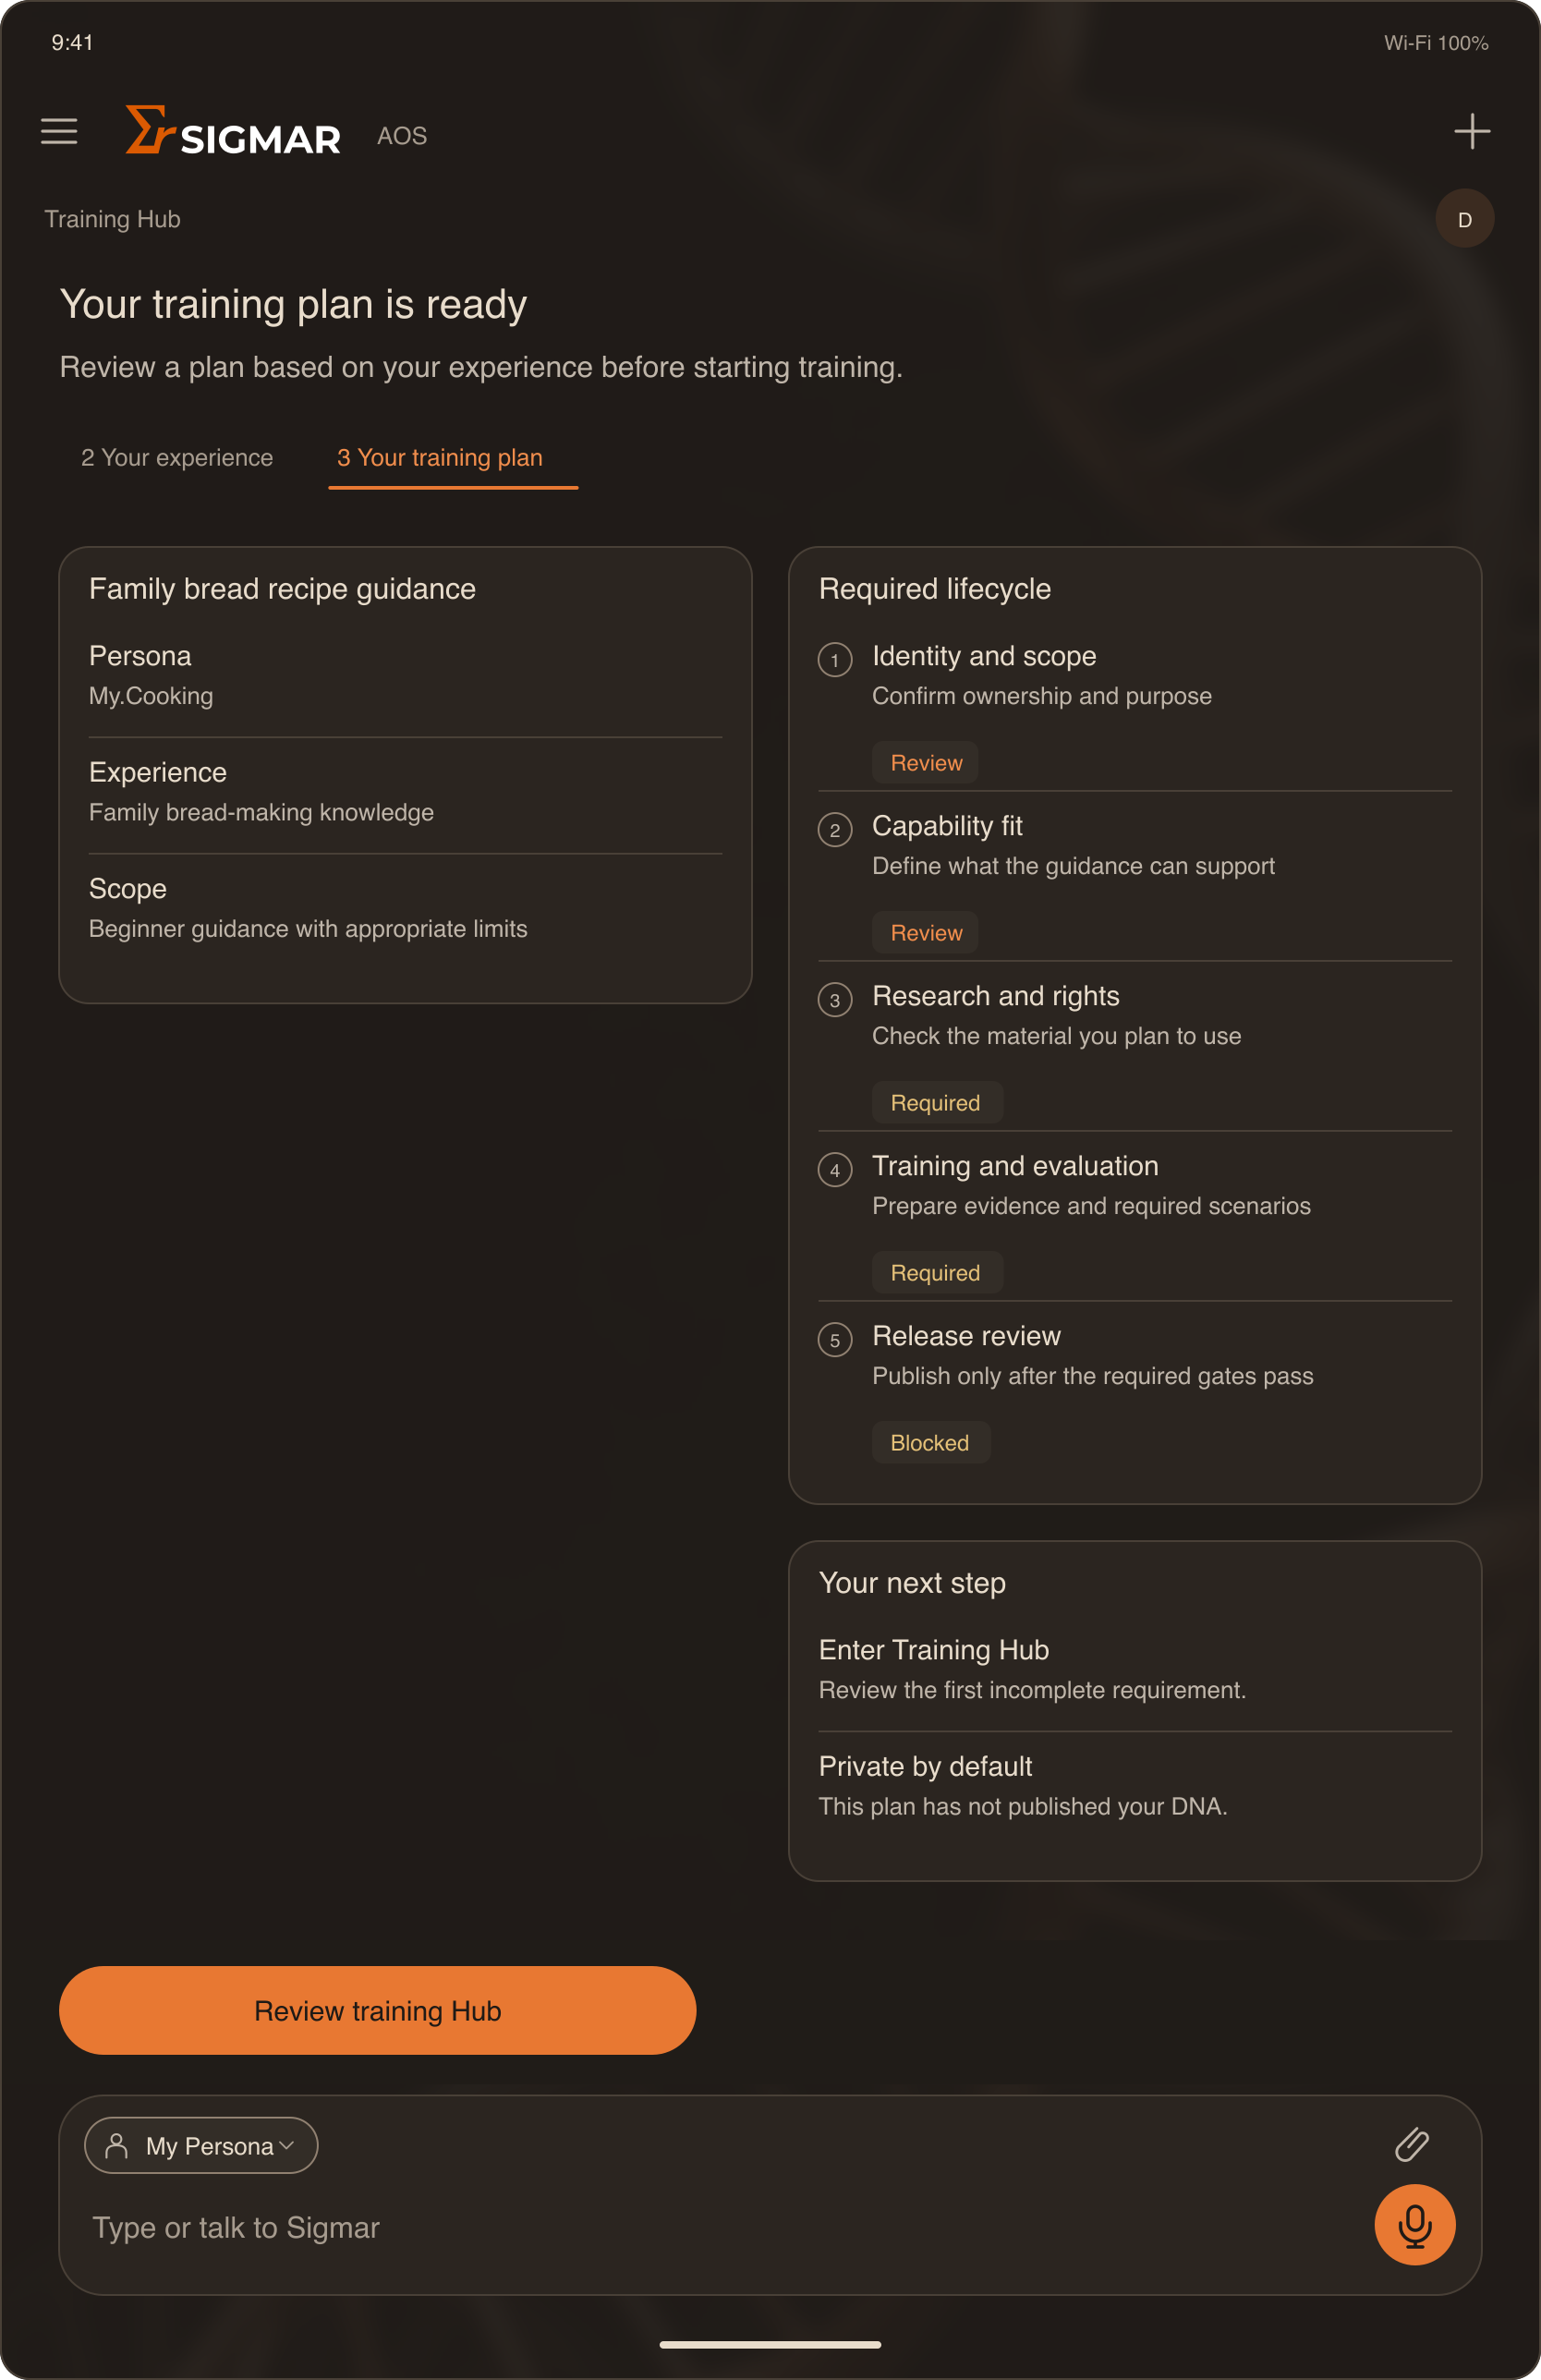 9:41
Wi-Fi 100%
Σr SIGMAR AOS
Training Hub
D
Your training plan is ready
Review a plan based on your experience before starting training.
2 Your experience
3 Your training plan
Family bread recipe guidance
Persona
My.Cooking
Experience
Family bread-making knowledge
Scope
Beginner guidance with appropriate limits
Required lifecycle
1 Identity and scope
Confirm ownership and purpose
Review
2 Capability fit
Define what the guidance can support
Review
3 Research and rights
Check the material you plan to use
Required
4 Training and evaluation
Prepare evidence and required scenarios
Required
5 Release review
Publish only after the required gates pass
Blocked
Your next step
Enter Training Hub
Review the first incomplete requirement.
Private by default
This plan has not published your DNA.
Review training Hub
My Persona
Type or talk to Sigmar